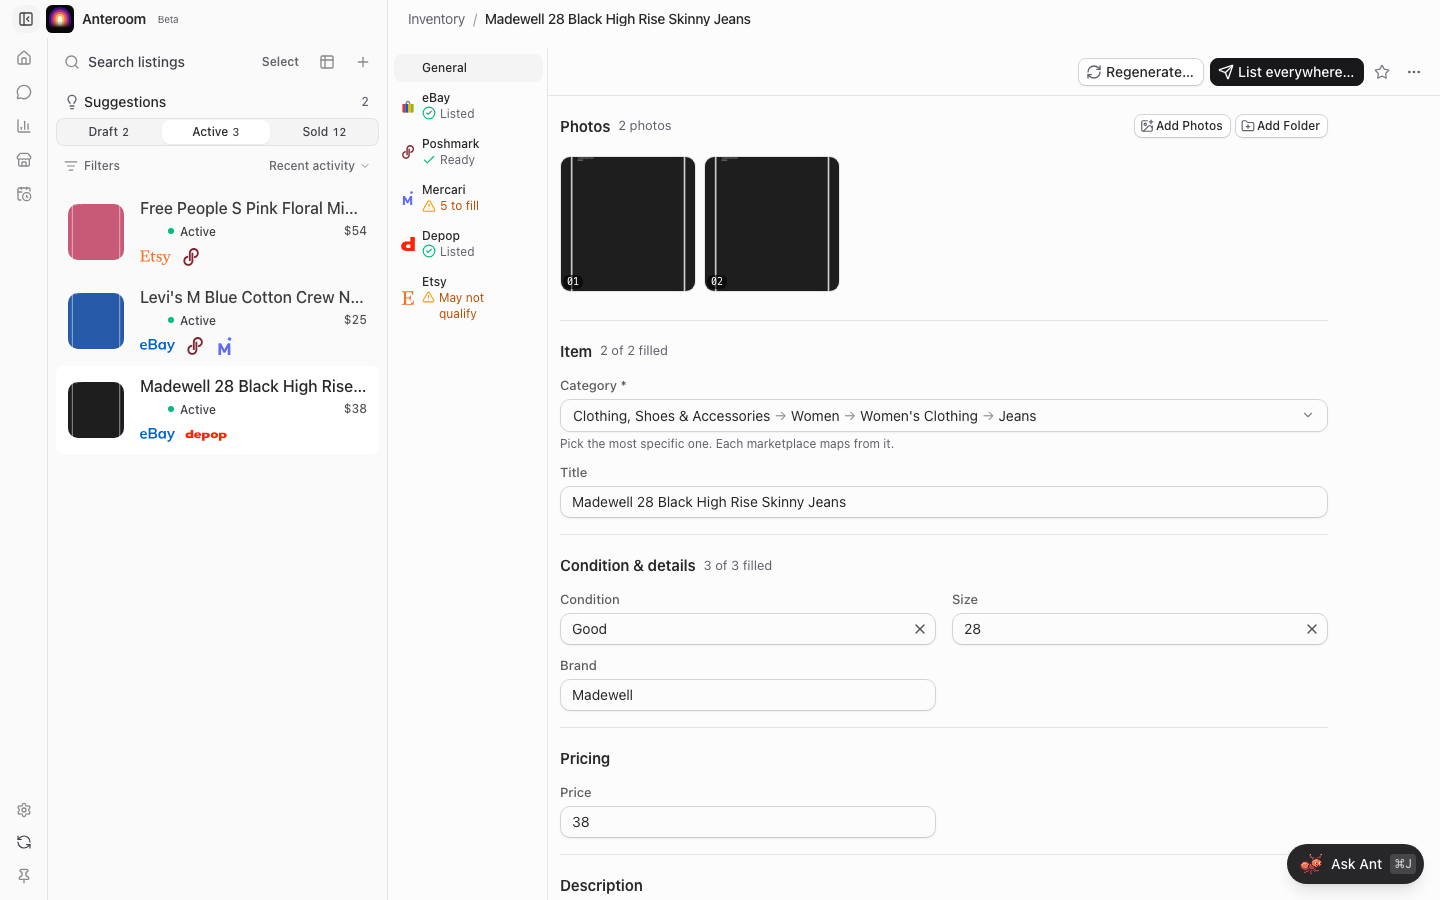 Anteroom Beta
Inventory / Madewell 28 Black High Rise Skinny Jeans
Search listings Select
Suggestions 2
Draft 2 Active 3 Sold 12
Filters Recent activity
Free People S Pink Floral Mi...
Active $54
Etsy
Levi's M Blue Cotton Crew N...
Active $25
eBay
Madewell 28 Black High Rise...
Active $38
eBay depop
General
eBay
Listed
Poshmark
Ready
Mercari
5 to fill
Depop
Listed
Etsy
May not
qualify
Regenerate... List everywhere...
Photos 2 photos Add Photos Add Folder
01 02
Item 2 of 2 filled
Category *
Clothing, Shoes & Accessories → Women → Women's Clothing → Jeans
Pick the most specific one. Each marketplace maps from it.
Title
Madewell 28 Black High Rise Skinny Jeans
Condition & details 3 of 3 filled
Condition Size
Good 28
Brand
Madewell
Pricing
Price
38
Description
Ask Ant ⌘J